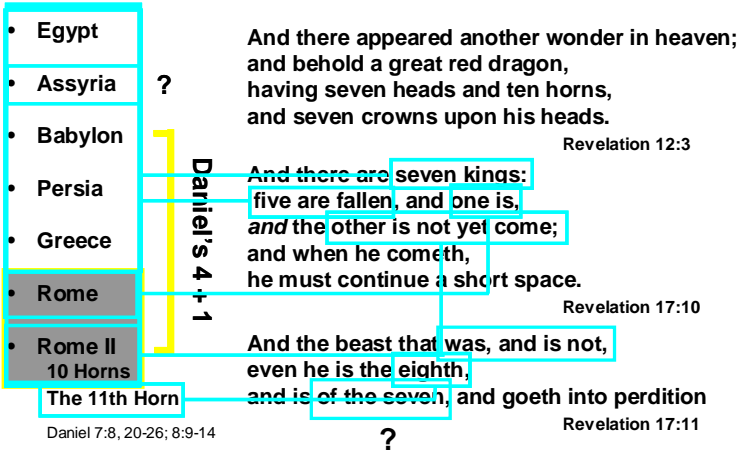 • Egypt
• Assyria
?
• Babylon
• Persia
• Greece
• Rome
• Rome II
10 Horns
The 11th Horn
Daniel 7:8, 20-26; 8:9-14
Daniel's 4 + 1
And there appeared another wonder in heaven;
and behold a great red dragon,
having seven heads and ten horns,
and seven crowns upon his heads.
Revelation 12:3
And there are seven kings:
five are fallen, and one is,
and the other is not yet come;
and when he cometh,
he must continue a short space.
Revelation 17:10
And the beast that was, and is not,
even he is the eighth,
and is of the seven, and goeth into perdition
Revelation 17:11
?